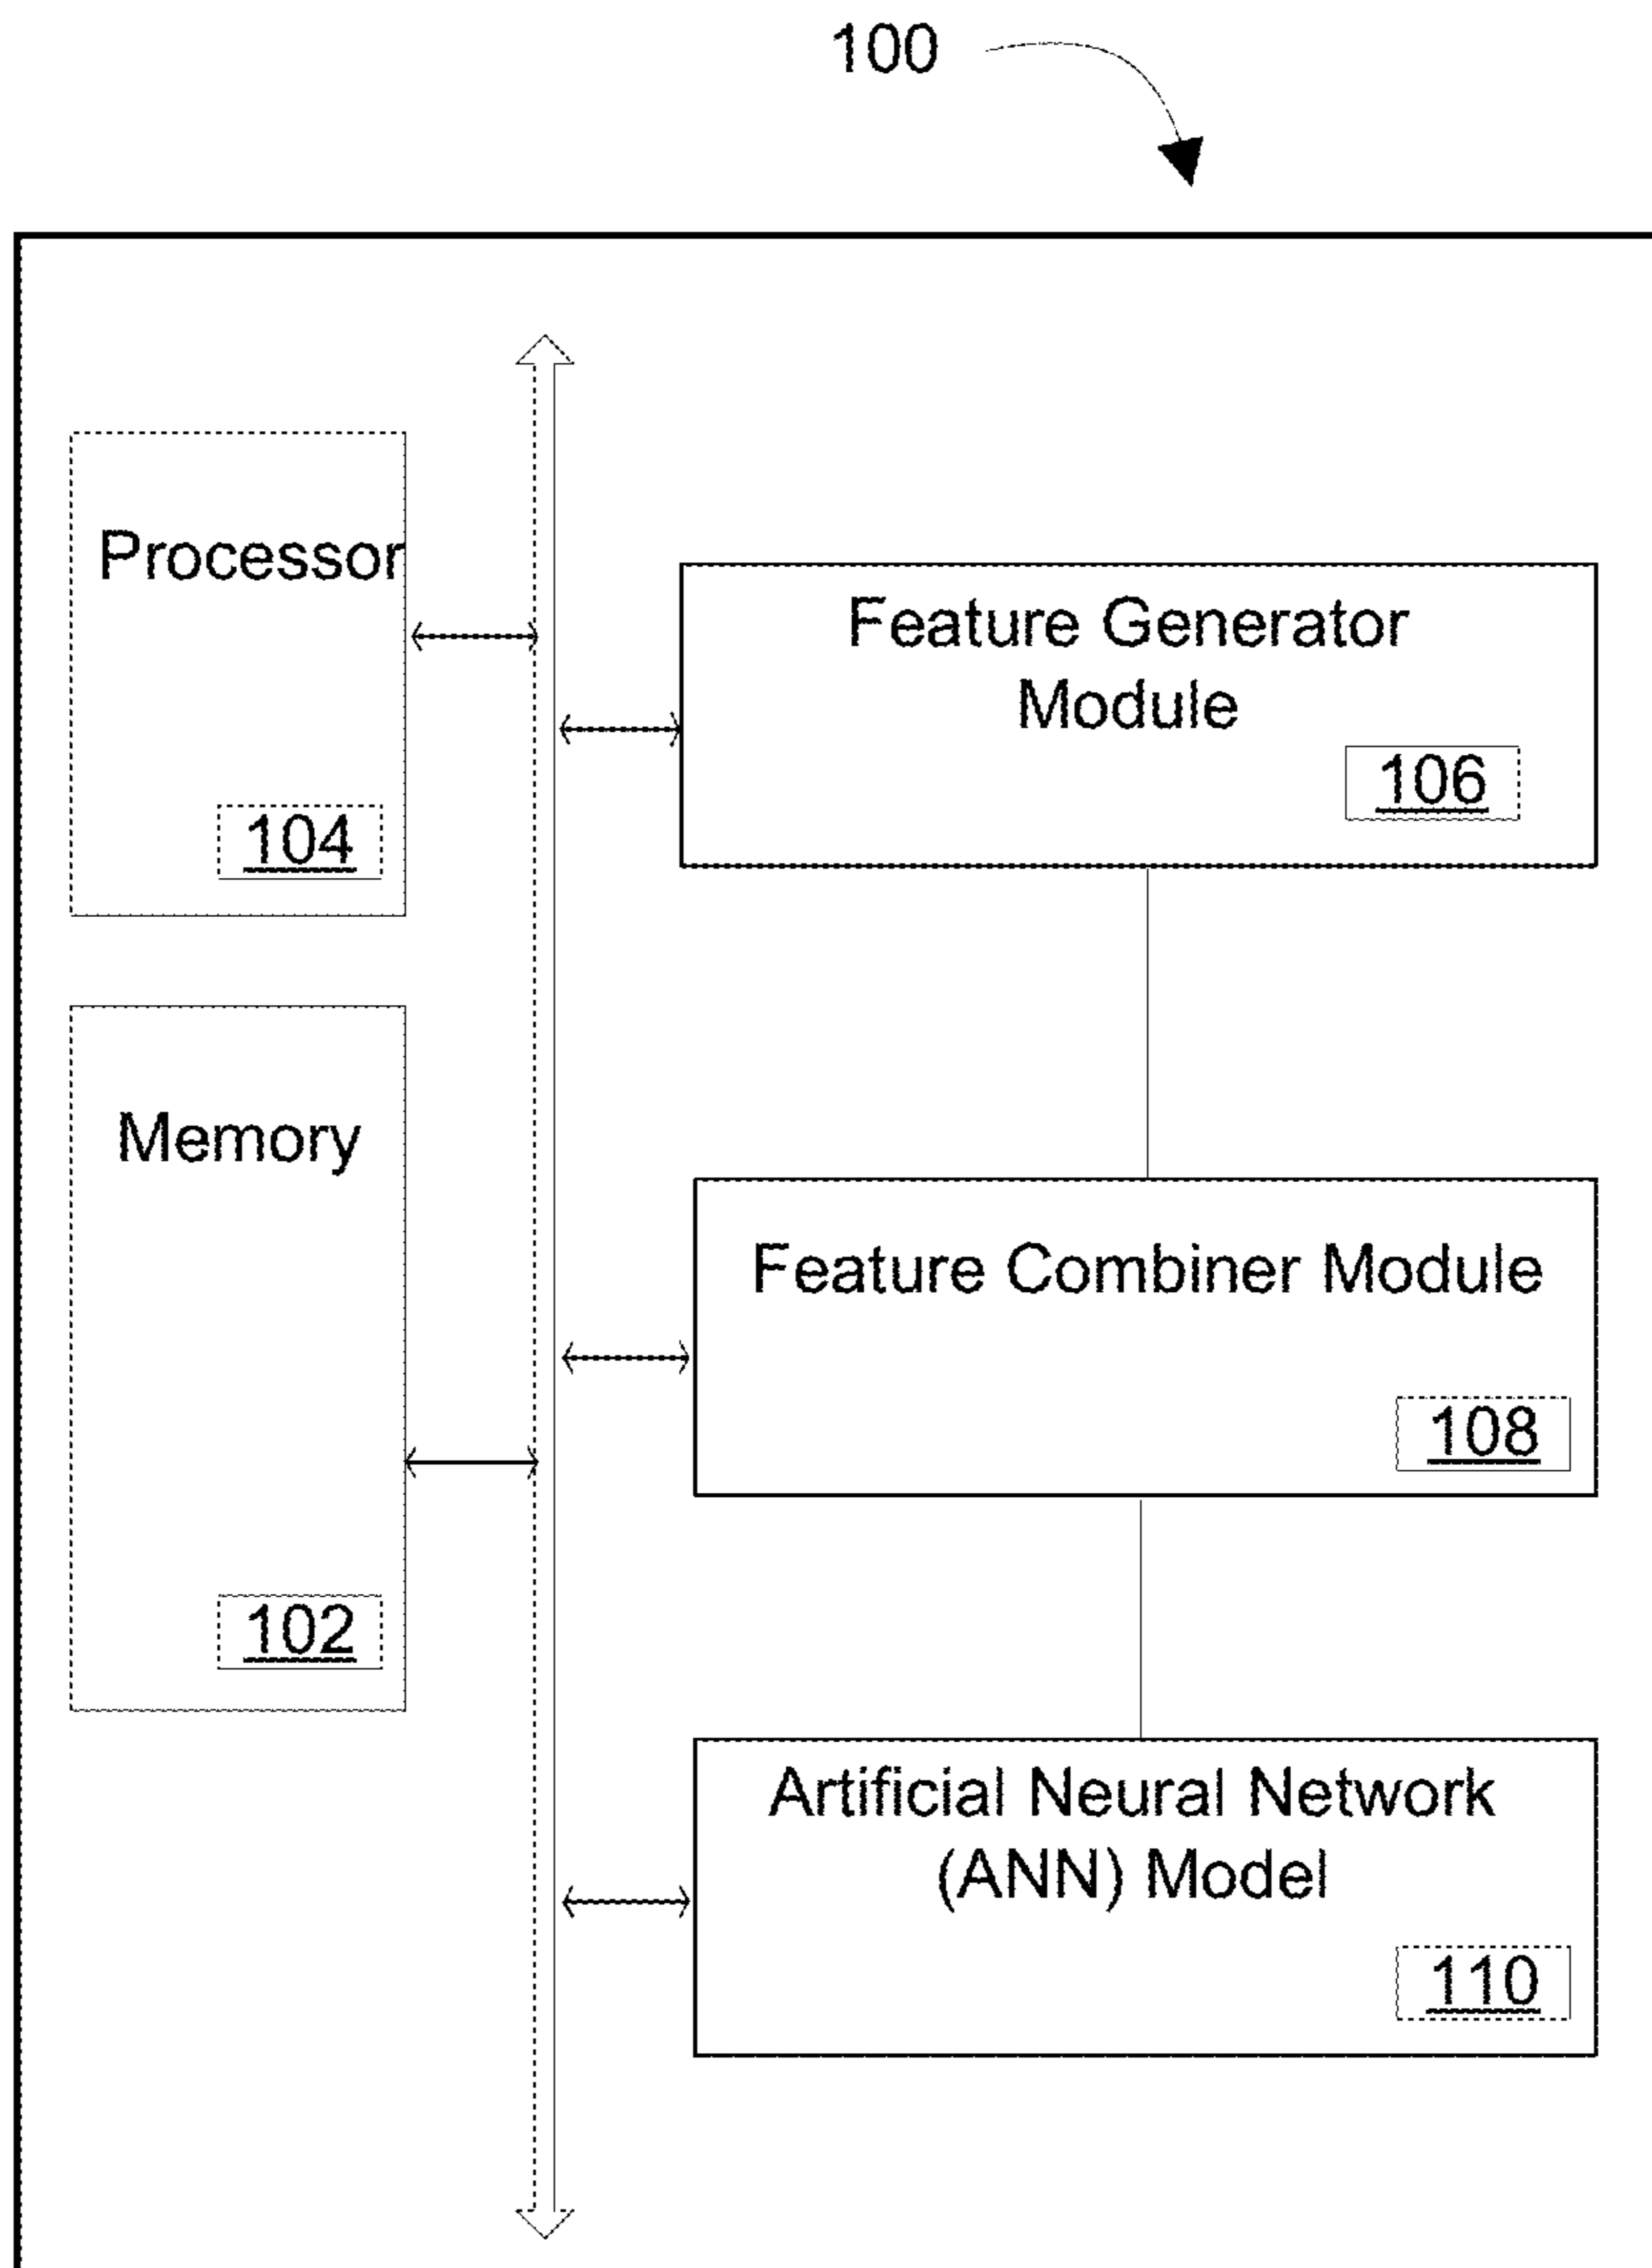 100
Processor
104
Feature Generator
Module
106
Memory
102
Feature Combiner Module
108
Artificial Neural Network
(ANN) Model
110